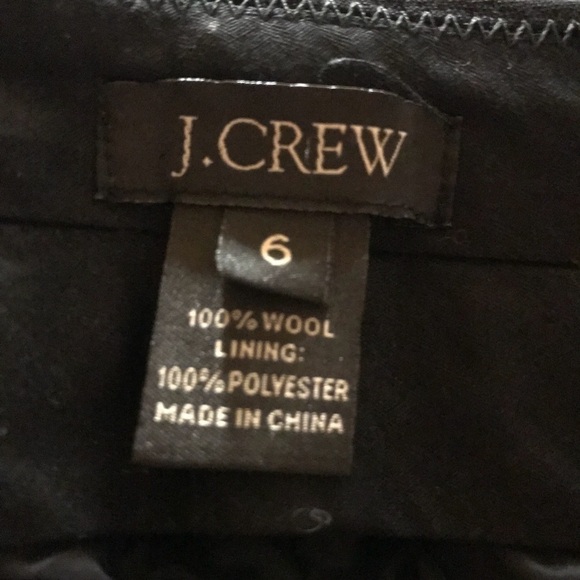 J.CREW
6
100% WOOL
LINING:
100% POLYESTER
MADE IN CHINA